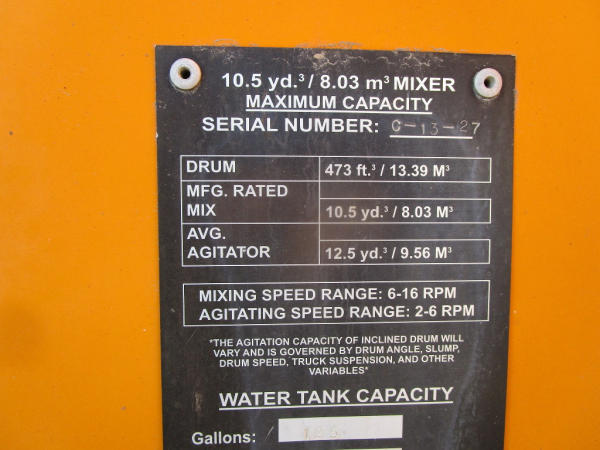 10.5 yd.³ / 8.03 m³ MIXER
MAXIMUM CAPACITY
SERIAL NUMBER: C-13-27
DRUM 473 ft.³ / 13.39 M³
MFG. RATED
MIX 10.5 yd.³ / 8.03 M³
AVG.
AGITATOR 12.5 yd.³ / 9.56 M³
MIXING SPEED RANGE: 6-16 RPM
AGITATING SPEED RANGE: 2-6 RPM
*THE AGITATION CAPACITY OF INCLINED DRUM WILL
VARY AND IS GOVERNED BY DRUM ANGLE, SLUMP,
DRUM SPEED, TRUCK SUSPENSION, AND OTHER
VARIABLES*
WATER TANK CAPACITY
Gallons: